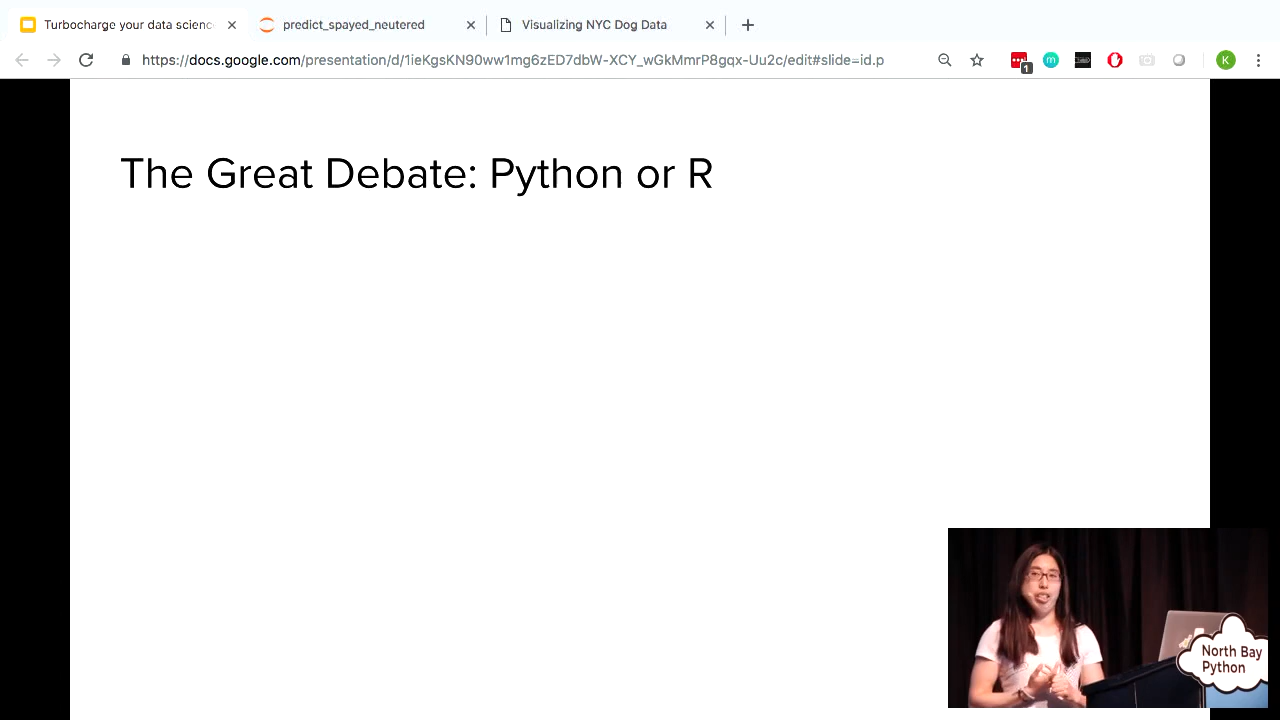 Turbocharge your data scienc
predict_spayed_neutered
Visualizing NYC Dog Data
https://docs.google.com/presentation/d/1ieKgsKN90ww1mg6zED7dbW-XCY_wGkMmrP8gqx-Uu2c/edit#slide=id.p
1
m
K
The Great Debate: Python or R
North Bay
Python